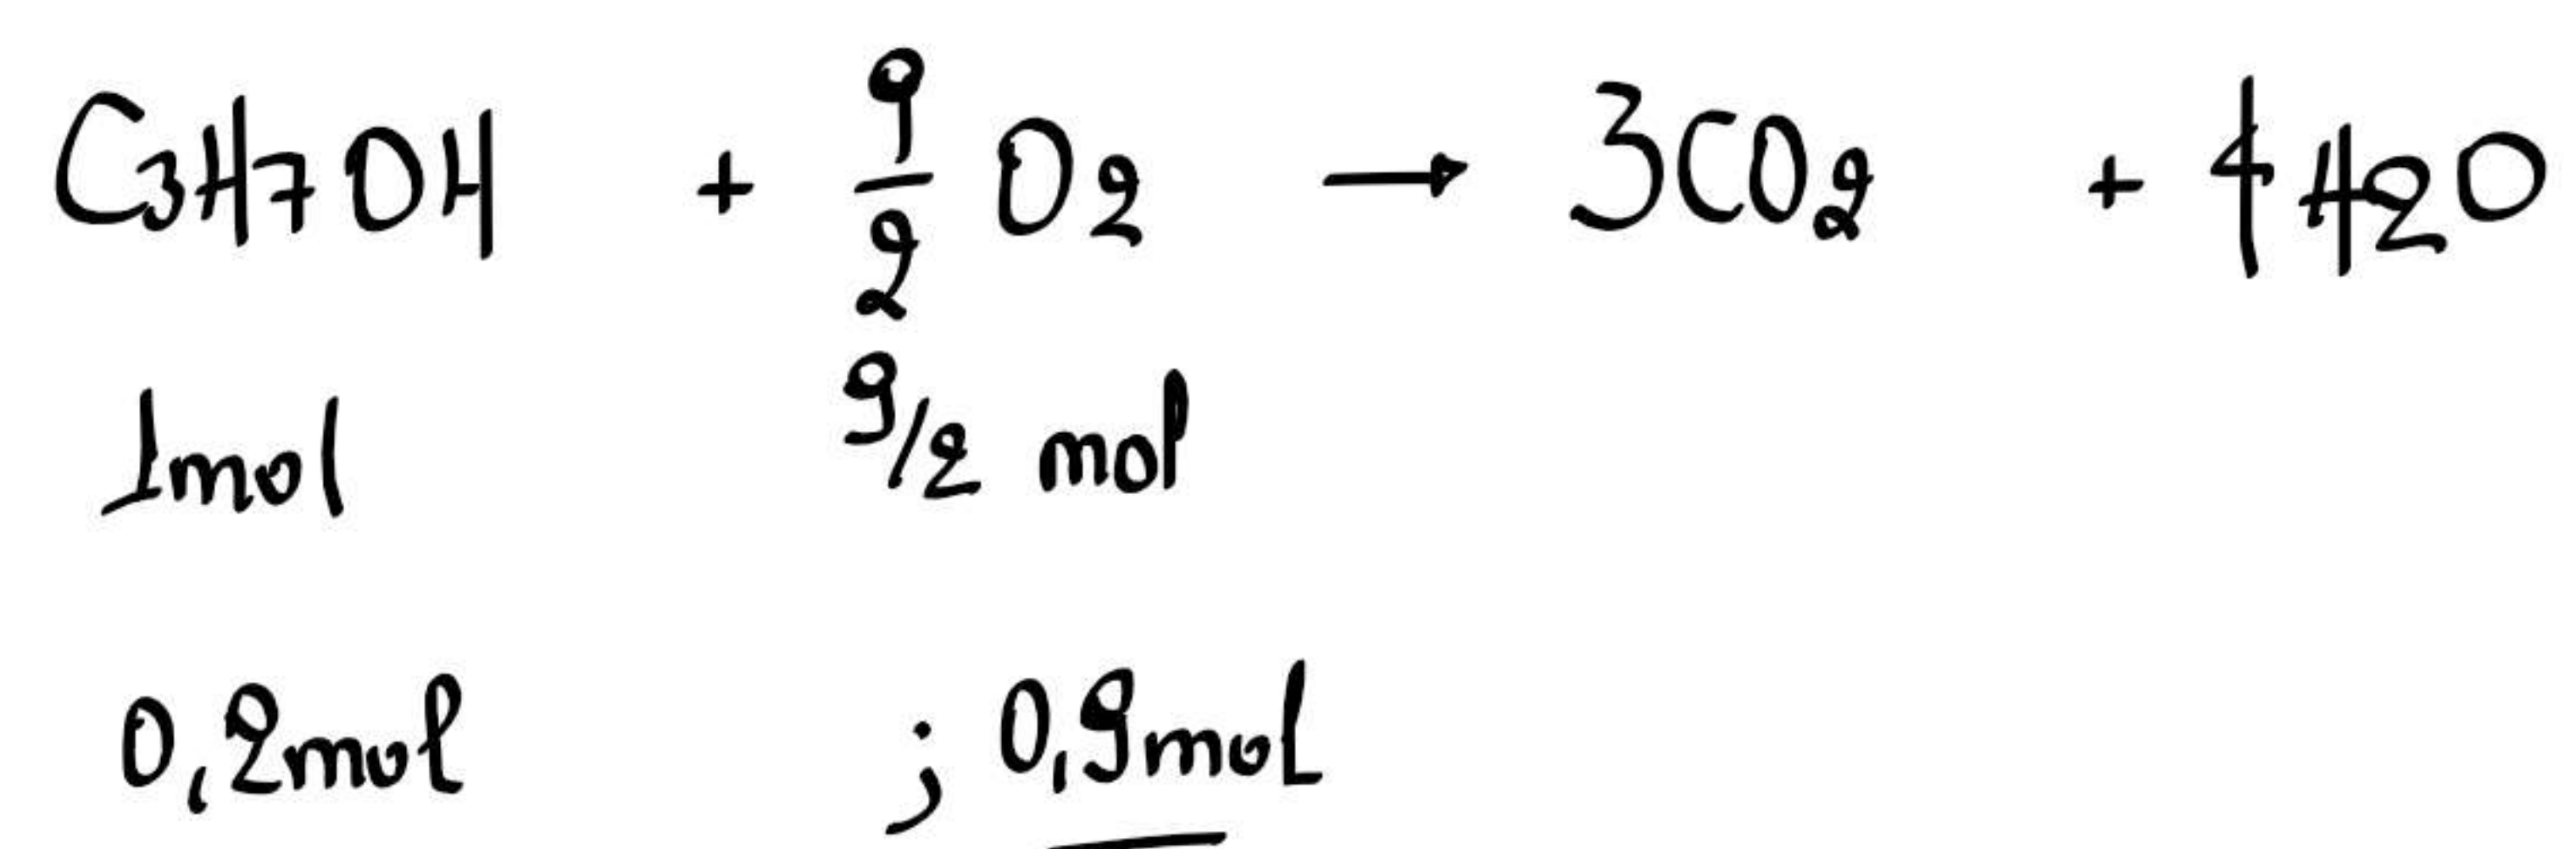 C3H7OH + 9/2 O2 → 3CO2 + 4H2O
1mol 9/2 mol
0,2mol ; 0,9mol